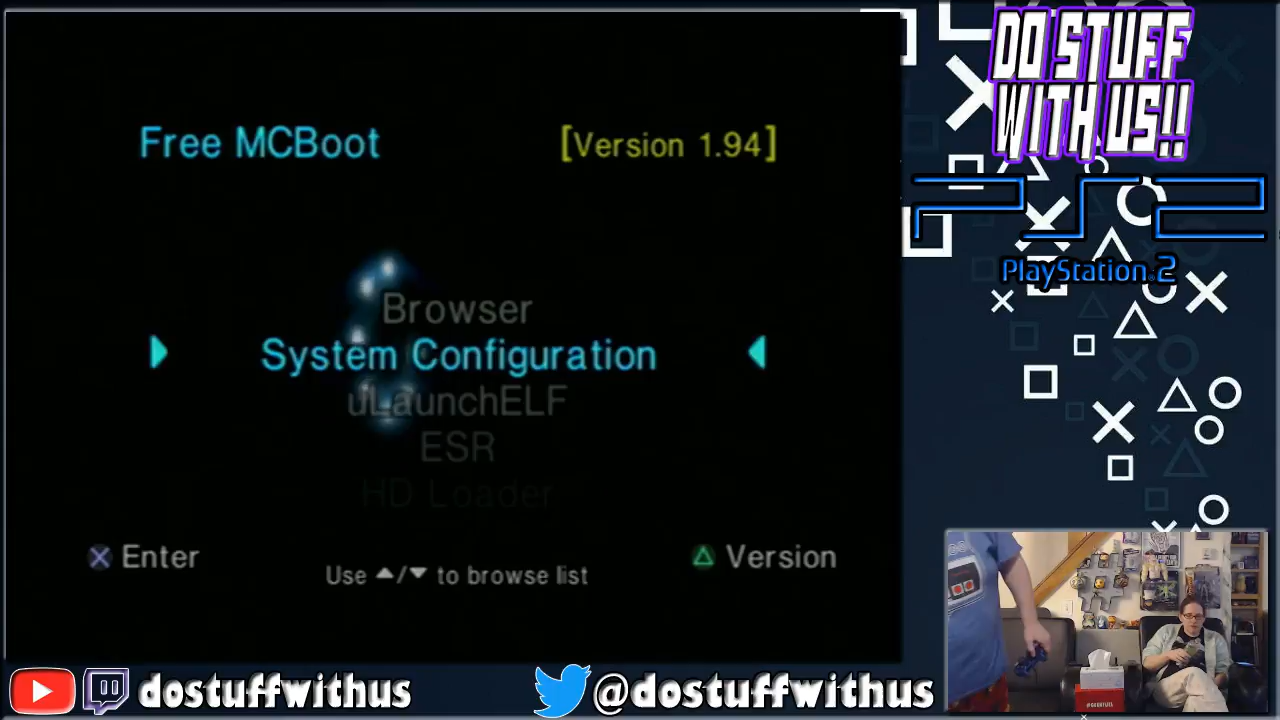 DO STUFF
WITH US!!
PS2
PlayStation.2
Free MCBoot
[Version 1.94]
Browser
System Configuration
uLaunchELF
ESR
HD Loader
Enter
Use ▲/▼ to browse list
Version
dostuffwithus
@dostuffwithus